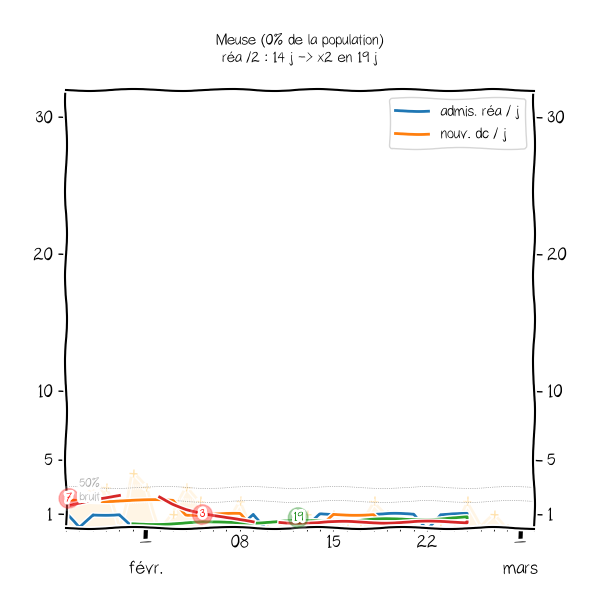 Meuse (0% de la population)
réa /2 : 14 j -> x2 en 19 j
admis. réa / j
nouv. dc / j
30
30
20
20
10
10
5
5
50%
bruit
7
3
19
1
1
08
15
22
févr.
mars